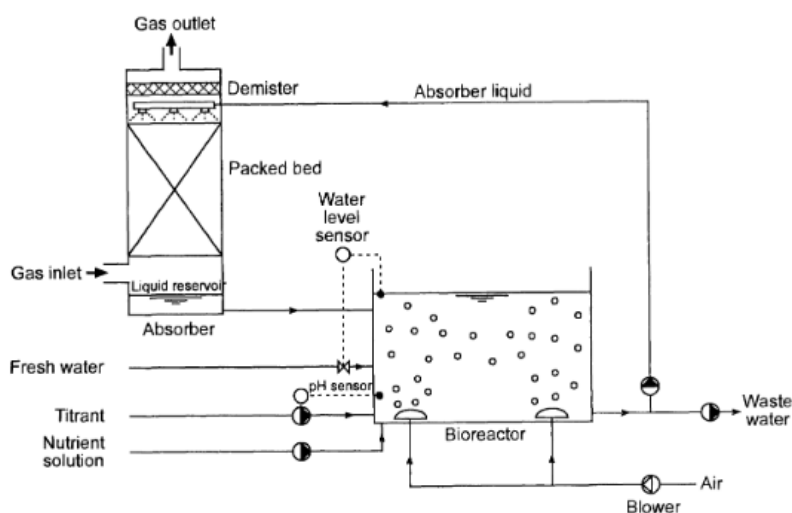 Gas outlet
Demister
Absorber liquid
Packed bed
Water
level
sensor
Gas inlet
Liquid reservoir
Absorber
Fresh water
pH sensor
Titrant
Nutrient
solution
Bioreactor
Waste
water
Air
Blower